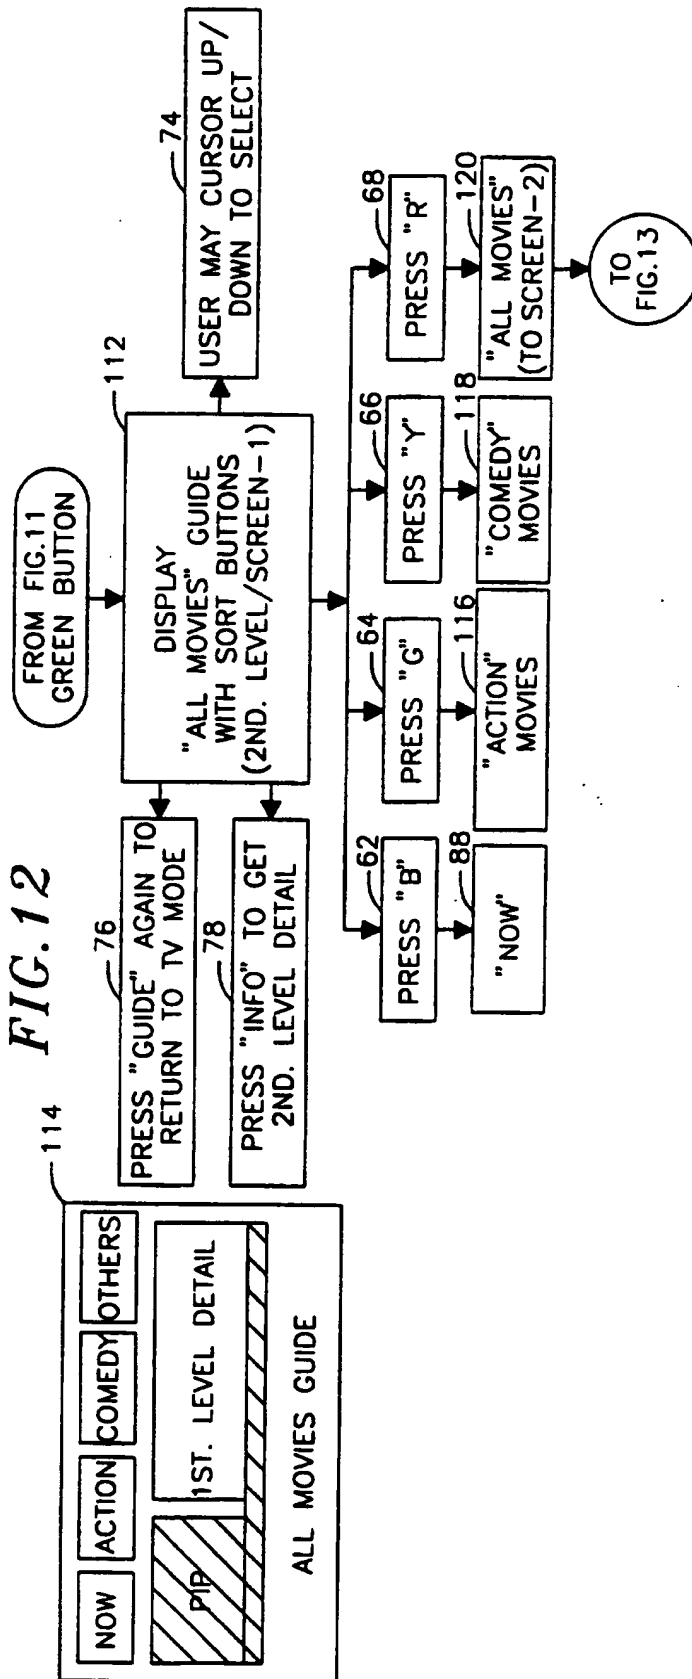 FIG.12
114
NOW
ACTION
COMEDY
OTHERS
PIP
1ST. LEVEL DETAIL
ALL MOVIES GUIDE
FROM FIG.11
GREEN BUTTON
112
DISPLAY
"ALL MOVIES" GUIDE
WITH SORT BUTTONS
(2ND. LEVEL/SCREEN-1)
76
PRESS "GUIDE" AGAIN TO
RETURN TO TV MODE
78
PRESS "INFO" TO GET
2ND. LEVEL DETAIL
74
USER MAY CURSOR UP/
DOWN TO SELECT
62
PRESS "B"
88
"NOW"
64
PRESS "G"
116
"ACTION"
MOVIES
66
PRESS "Y"
118
"COMEDY"
MOVIES
68
PRESS "R"
120
"ALL MOVIES"
(TO SCREEN-2)
TO
FIG.13